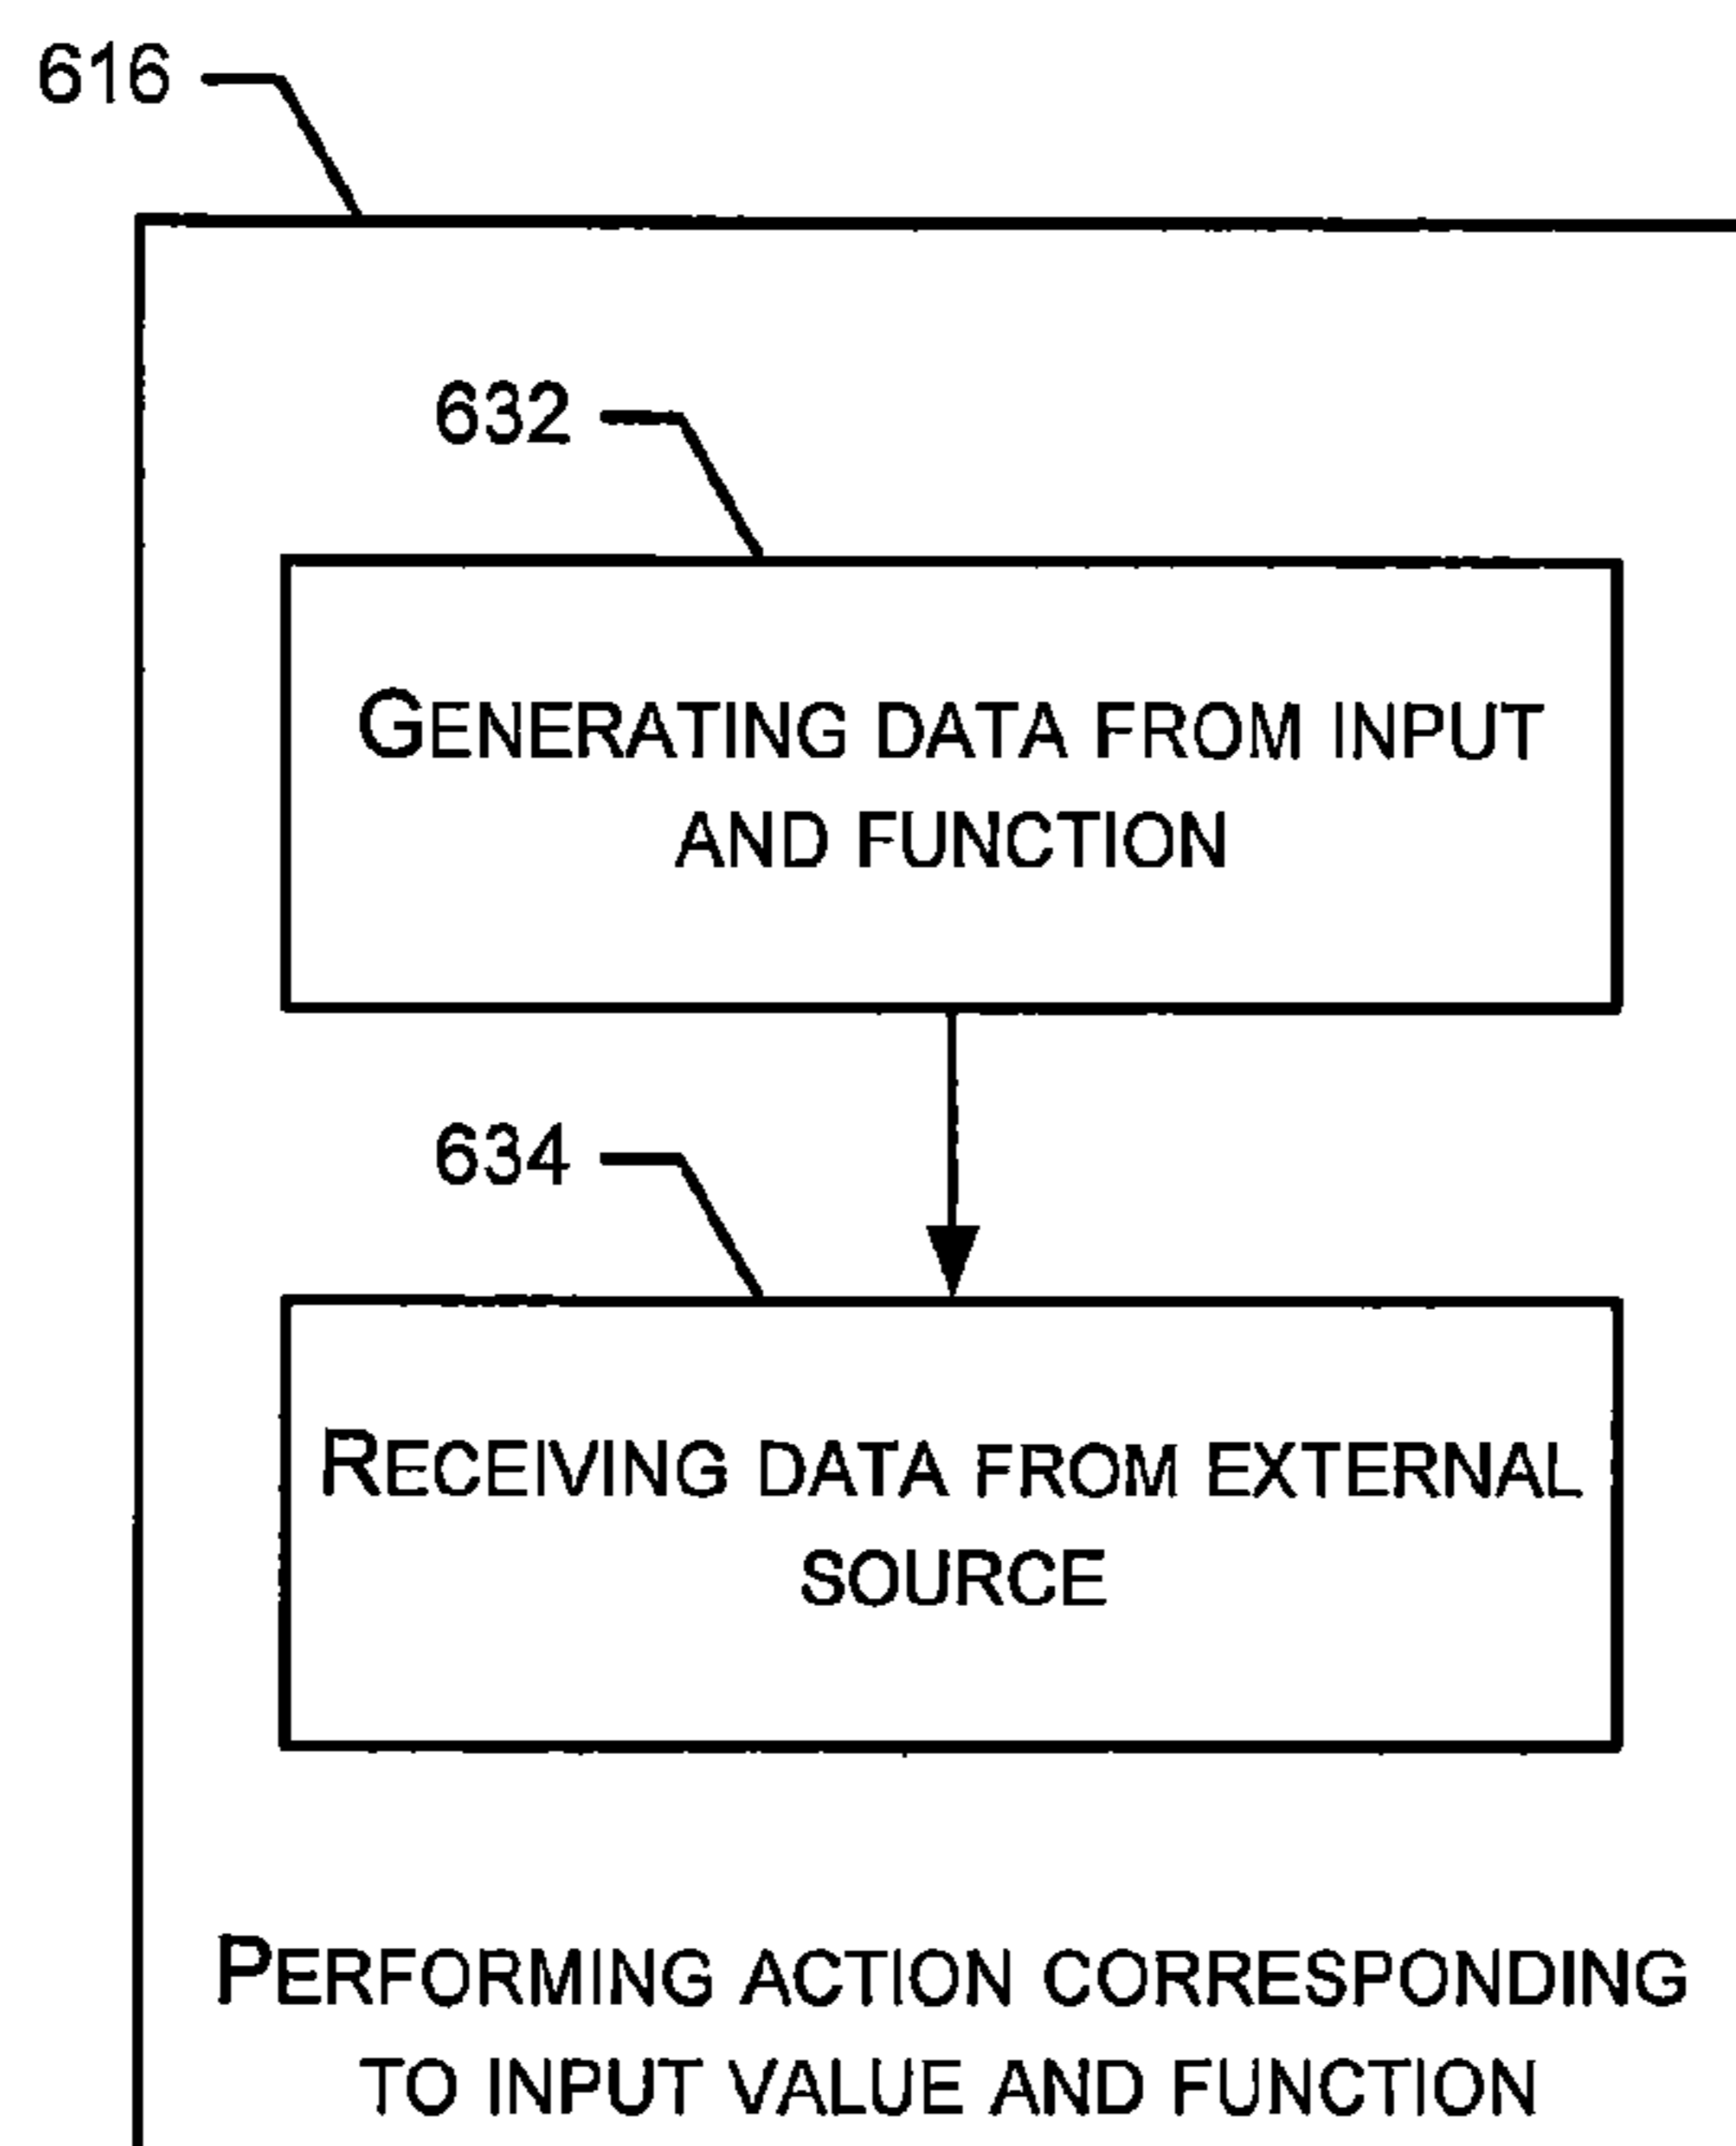 616
632
GENERATING DATA FROM INPUT
AND FUNCTION
634
RECEIVING DATA FROM EXTERNAL
SOURCE
PERFORMING ACTION CORRESPONDING
TO INPUT VALUE AND FUNCTION